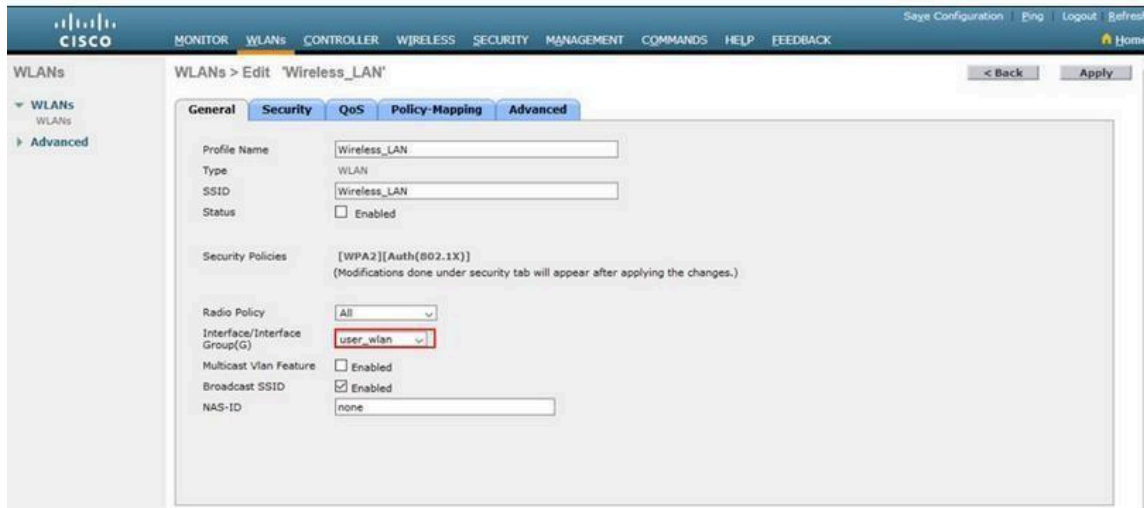 Save Configuration Ping Logout Refres
CISCO MONITOR WLANs CONTROLLER WIRELESS SECURITY MANAGEMENT COMMANDS HELP FEEDBACK Home
WLANs WLANs > Edit 'Wireless_LAN' < Back Apply
WLANs
WLANs
Advanced
General Security QoS Policy-Mapping Advanced
Profile Name Wireless_LAN
Type WLAN
SSID Wireless_LAN
Status Enabled
Security Policies [WPA2][Auth(802.1X)]
(Modifications done under security tab will appear after applying the changes.)
Radio Policy All
Interface/Interface
Group(G) user_wlan
Multicast Vlan Feature Enabled
Broadcast SSID Enabled
NAS-ID none